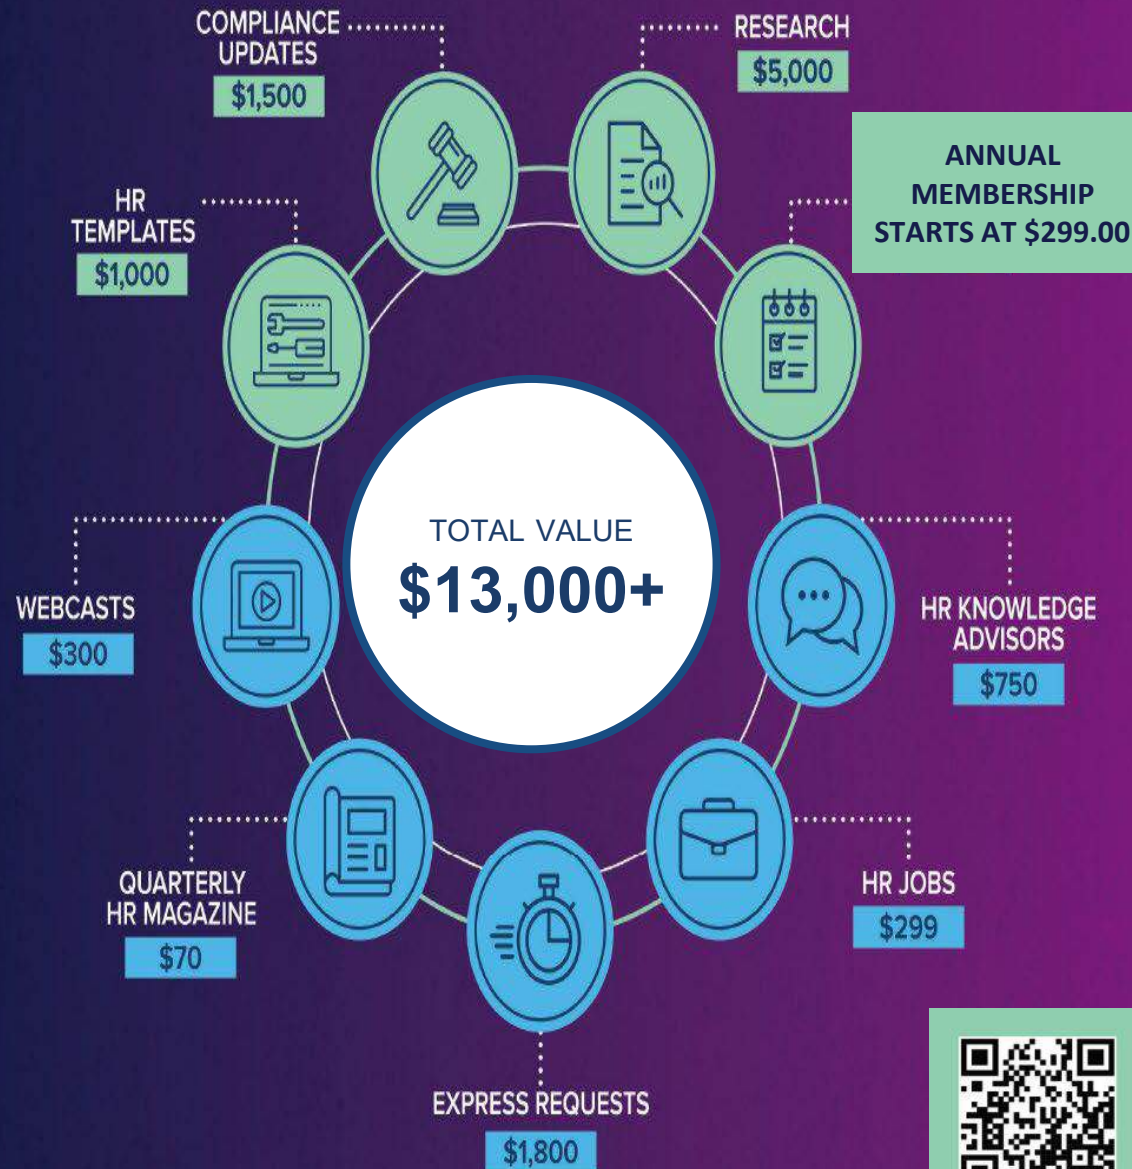 COMPLIANCE
UPDATES
$1,500
RESEARCH
$5,000
ANNUAL
MEMBERSHIP
STARTS AT $299.00
HR
TEMPLATES
$1,000
TOTAL VALUE
$13,000+
WEBCASTS
$300
HR KNOWLEDGE
ADVISORS
$750
QUARTERLY
HR MAGAZINE
$70
HR JOBS
$299
EXPRESS REQUESTS
$1,800